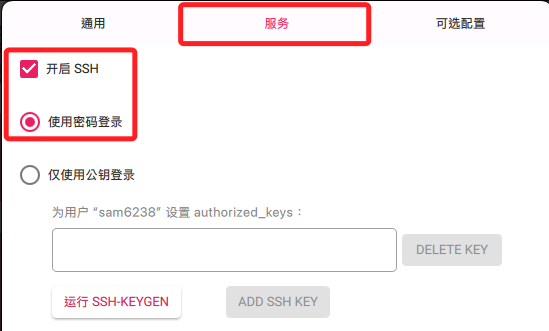 通用 服务 可选配置
开启 SSH
使用密码登录
仅使用公钥登录
为用户 “sam6238” 设置 authorized_keys：
DELETE KEY
运行 SSH-KEYGEN ADD SSH KEY